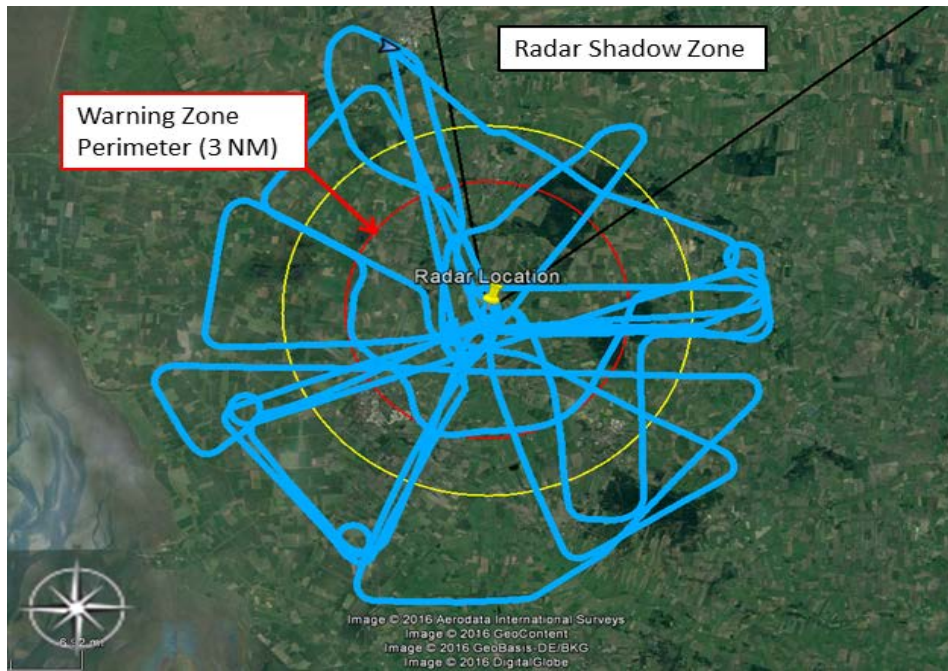 Radar Shadow Zone
Warning Zone
Perimeter (3 NM)
Radar Location
Image © 2016 Aerodata International Surveys
Image © 2016 GeoContent
Image © 2016 GeoBasis-DE/BKG
Image © 2016 DigitalGlobe